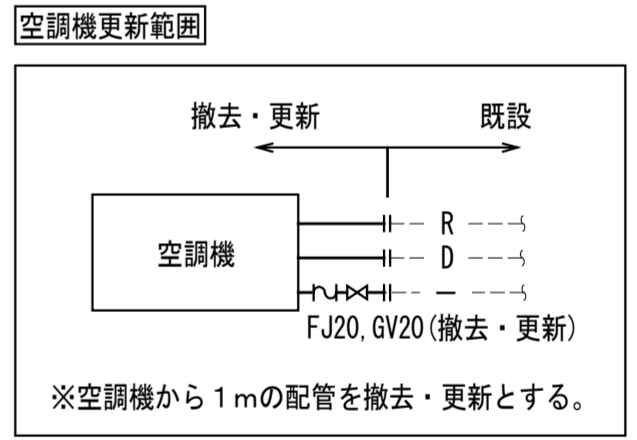 空調機更新範囲
撤去・更新 既設
空調機
R
D
—
FJ20,GV20(撤去・更新)
※空調機から1mの配管を撤去・更新とする。